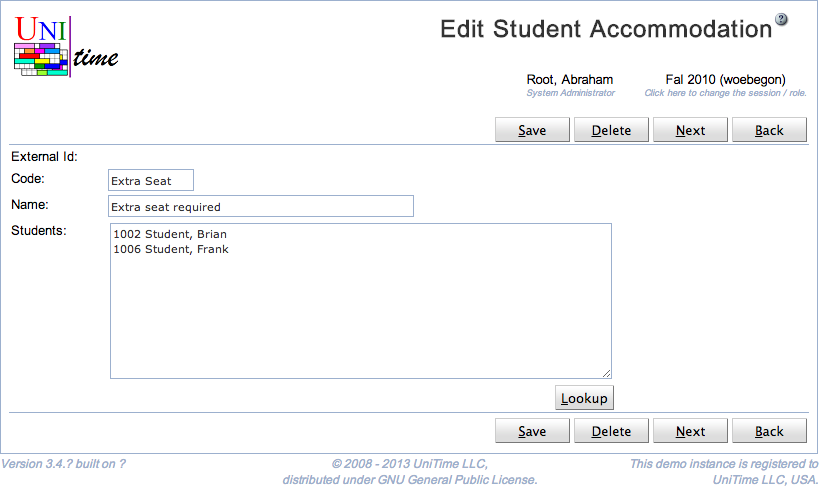 UNI
time
Edit Student Accommodation ?
Root, Abraham
System Administrator
Fal 2010 (woebegon)
Click here to change the session / role.
Save Delete Next Back
External Id:
Code: Extra Seat
Name: Extra seat required
Students: 1002 Student, Brian
1006 Student, Frank
Lookup
Save Delete Next Back
Version 3.4.? built on ?
© 2008 - 2013 UniTime LLC,
distributed under GNU General Public License.
This demo instance is registered to
UniTime LLC, USA.